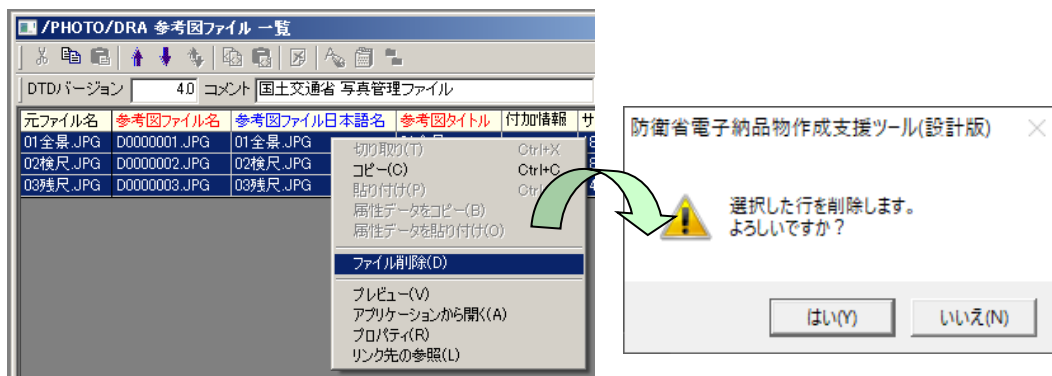 /PHOTO/DRA 参考図ファイル 一覧
DTDバージョン 4.0 コメント 国土交通省 写真管理ファイル
元ファイル名 参考図ファイル名 参考図ファイル日本語名 参考図タイトル 付加情報 サ
01全景.JPG D0000001.JPG 01全景.JPG
02検尺.JPG D0000002.JPG 02検尺.JPG
03残尺.JPG D0000003.JPG 03残尺.JPG
切り取り(T) Ctrl+X
コピー(C) Ctrl+C
貼り付け(P) Ctrl
属性データをコピー(B)
属性データを貼り付け(O)
ファイル削除(D)
プレビュー(V)
アプリケーションから開く(A)
プロパティ(R)
リンク先の参照(L)
防衛省電子納品物作成支援ツール(設計版)
選択した行を削除します。
よろしいですか？
はい(Y) いいえ(N)